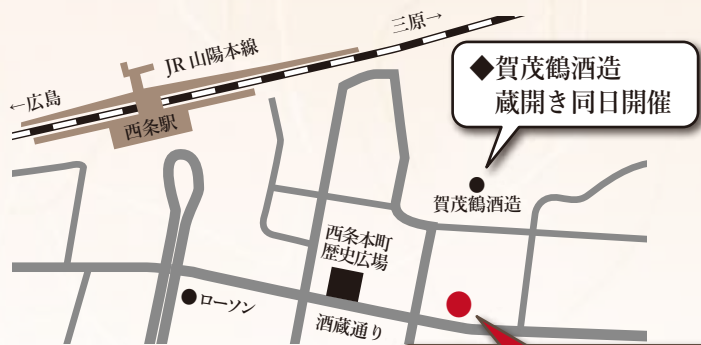 三原→
JR 山陽本線
←広島
西条駅
◆賀茂鶴酒造
蔵開き同日開催
賀茂鶴酒造
西条本町
歴史広場
ローソン
酒蔵通り